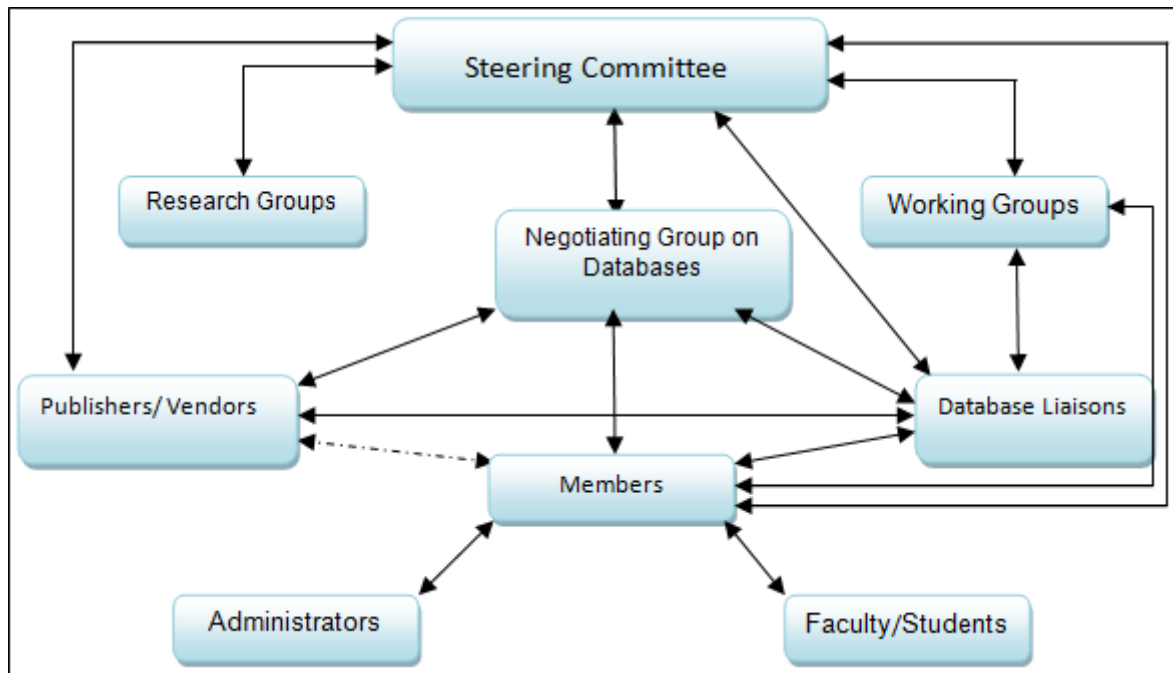 Steering Committee
Research Groups
Working Groups
Negotiating Group on
Databases
Publishers/ Vendors
Database Liaisons
Members
Administrators
Faculty/Students